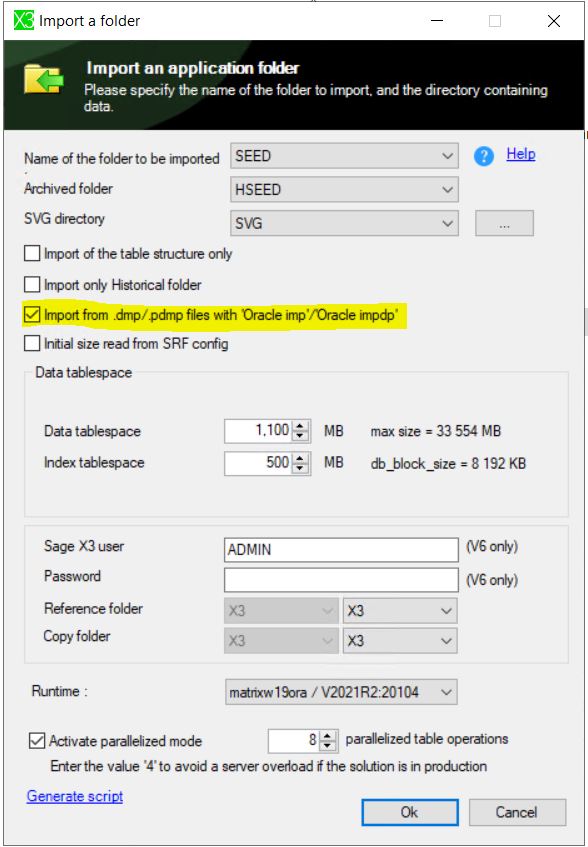 X3 Import a folder
Import an application folder
Please specify the name of the folder to import, and the directory containing
data.
Name of the folder to be imported SEED ? Help
:
Archived folder HSEED
SVG directory SVG ...
Import of the table structure only
Import only Historical folder
Import from .dmp/.pdmp files with 'Oracle imp'/'Oracle impdp'
Initial size read from SRF config
Data tablespace
Data tablespace 1,100 MB max size = 33 554 MB
Index tablespace 500 MB db_block_size = 8 192 KB
Sage X3 user ADMIN (V6 only)
Password (V6 only)
Reference folder X3 X3
Copy folder X3 X3
Runtime : matrixw19ora / V2021R2:20104
Activate parallelized mode 8 parallelized table operations
Enter the value '4' to avoid a server overload if the solution is in production
Generate script
Ok Cancel